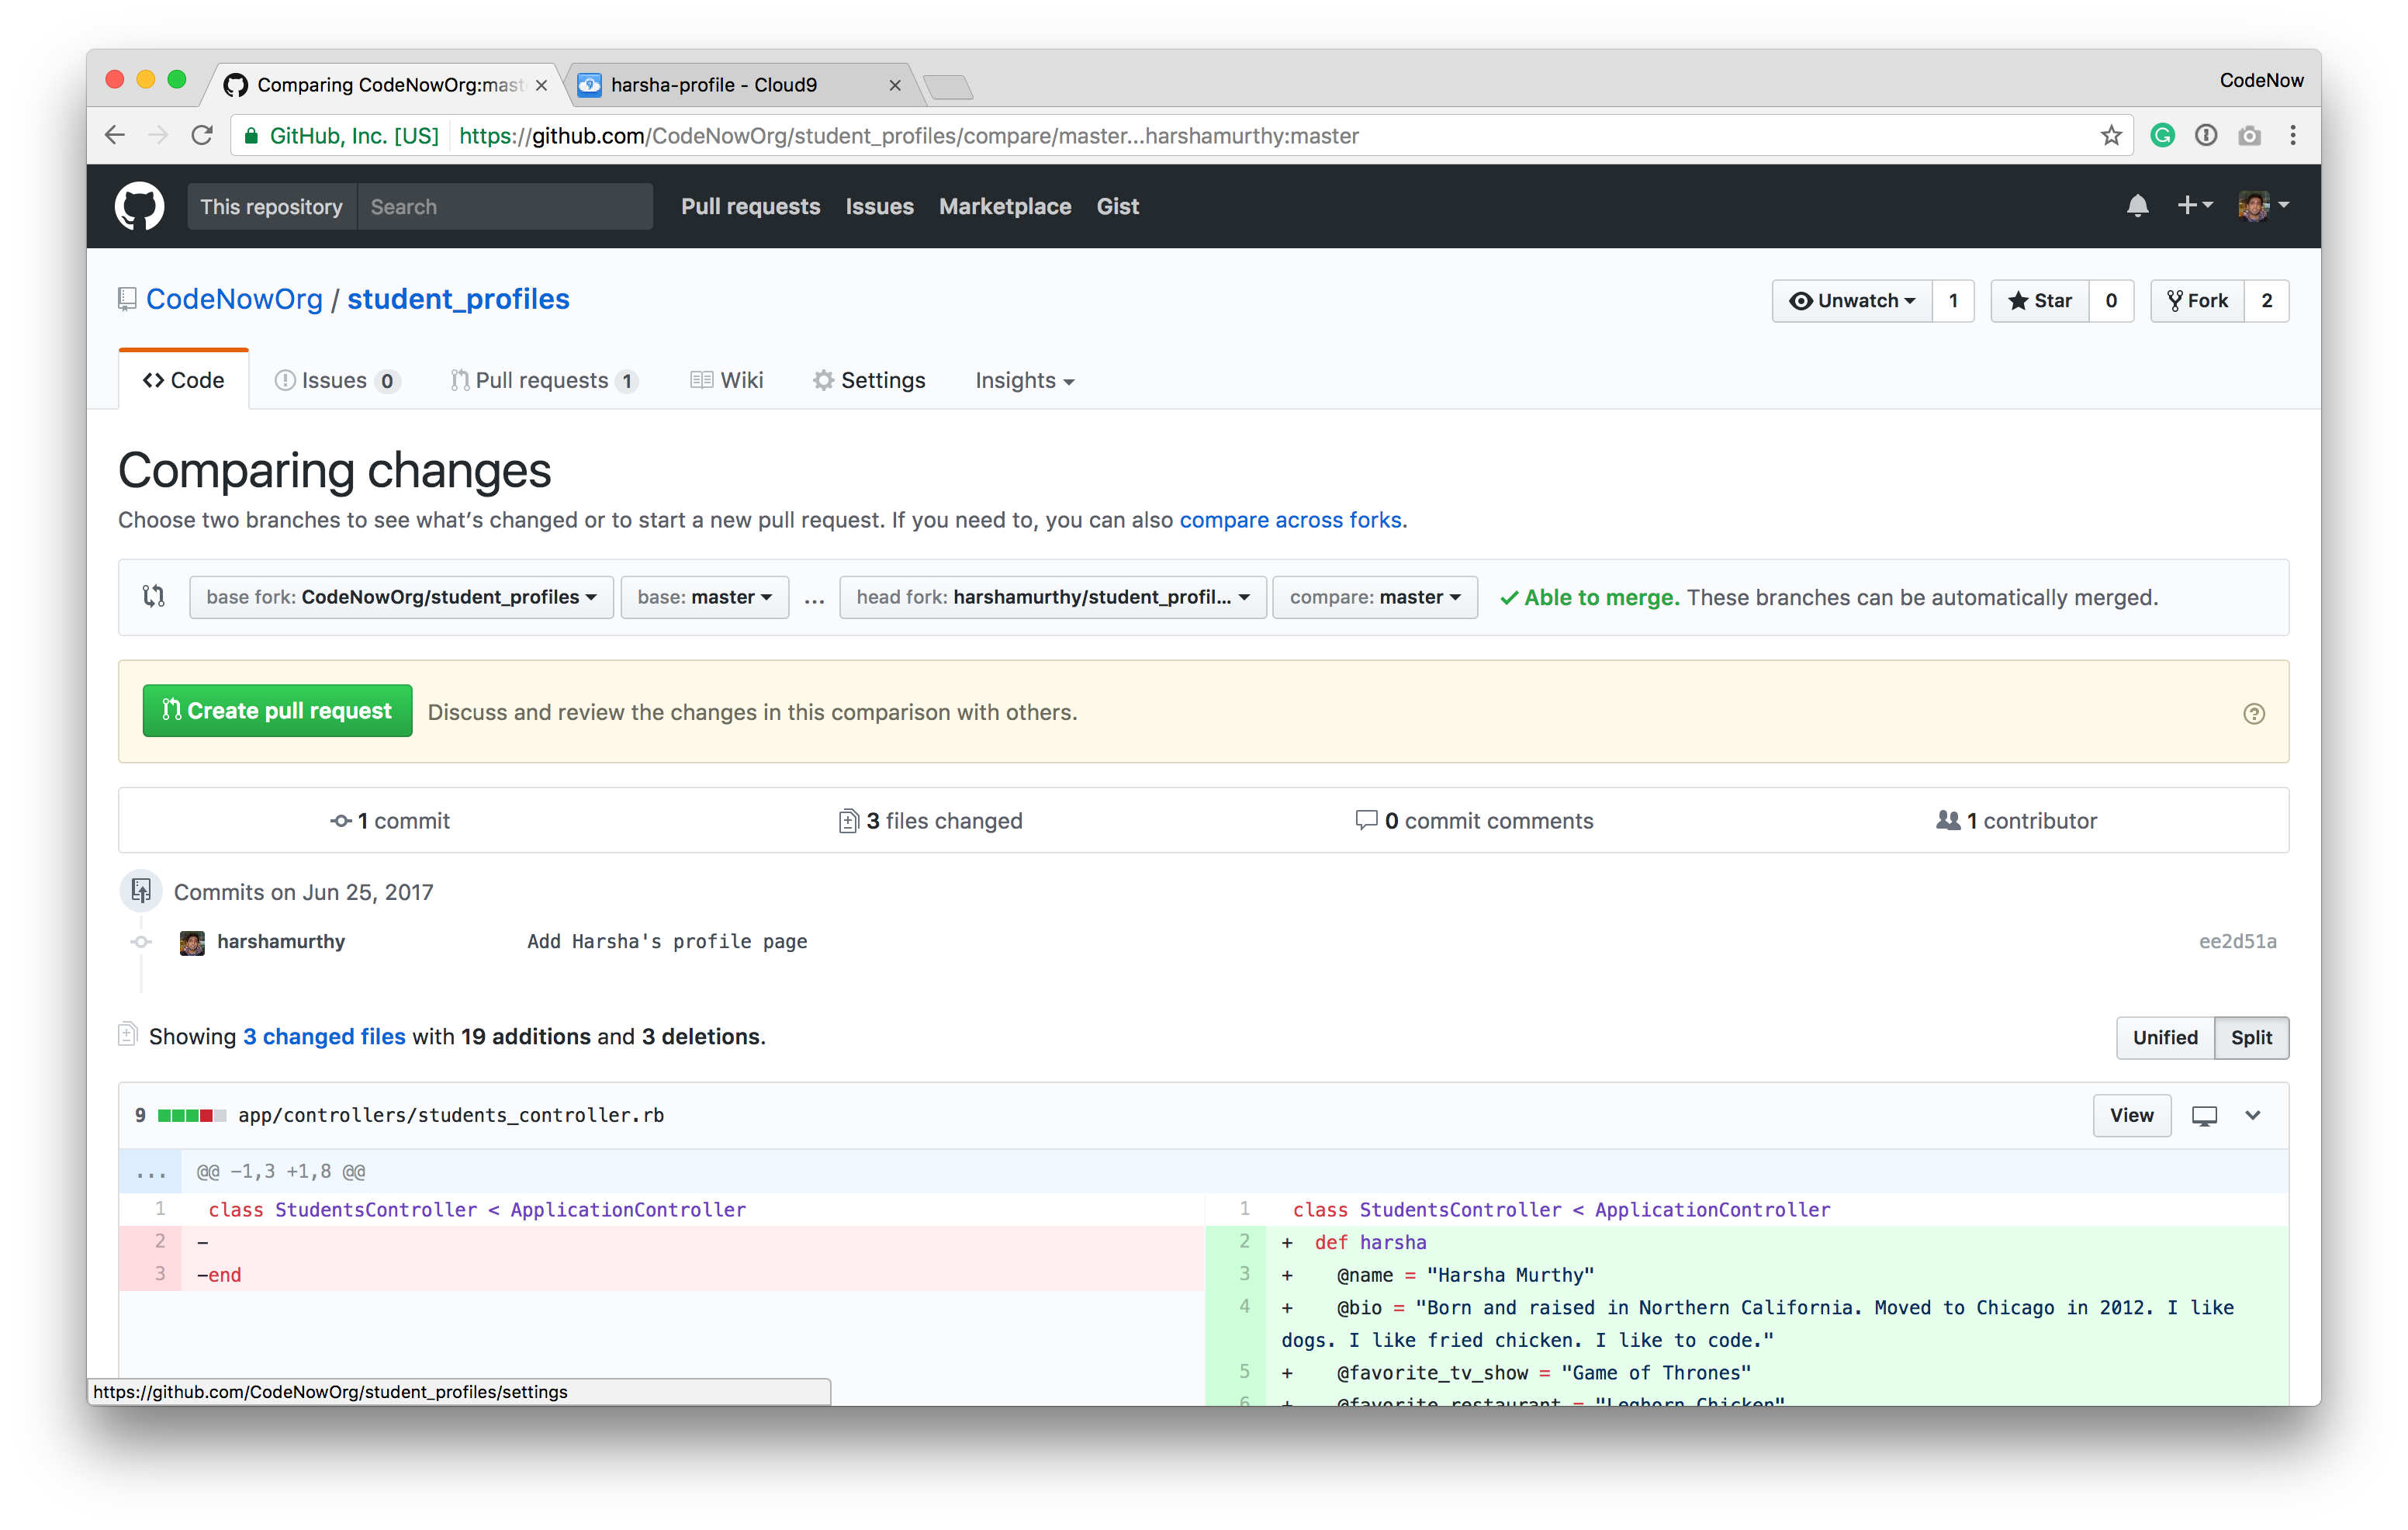 Comparing CodeNowOrg:mast
harsha-profile - Cloud9
CodeNow
GitHub, Inc. [US] https://github.com/CodeNowOrg/student_profiles/compare/master...harshamurthy:master
This repository Search Pull requests Issues Marketplace Gist
CodeNowOrg / student_profiles
Unwatch 1 Star 0 Fork 2
Code Issues 0 Pull requests 1 Wiki Settings Insights
Comparing changes
Choose two branches to see what’s changed or to start a new pull request. If you need to, you can also compare across forks.
base fork: CodeNowOrg/student_profiles base: master ... head fork: harshamurthy/student_profil... compare: master ✓ Able to merge. These branches can be automatically merged.
Create pull request Discuss and review the changes in this comparison with others.
1 commit 3 files changed 0 commit comments 1 contributor
Commits on Jun 25, 2017
harshamurthy Add Harsha's profile page ee2d51a
Showing 3 changed files with 19 additions and 3 deletions.
Unified Split
9 app/controllers/students_controller.rb View
... @@ -1,3 +1,8 @@
1 class StudentsController < ApplicationController 1 class StudentsController < ApplicationController
2 - 2 + def harsha
3 -end 3 + @name = "Harsha Murthy"
4 + @bio = "Born and raised in Northern California. Moved to Chicago in 2012. I like
dogs. I like fried chicken. I like to code."
5 + @favorite_tv_show = "Game of Thrones"
6 + @favorite_restaurant = "Leghorn Chicken"
https://github.com/CodeNowOrg/student_profiles/settings